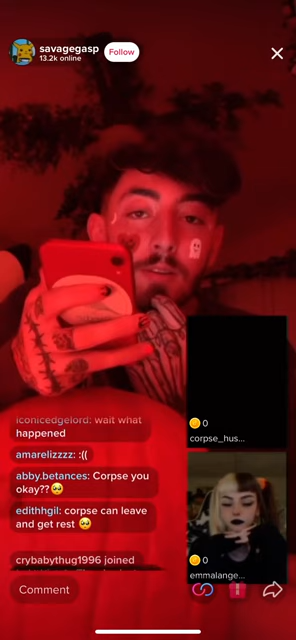 savagegasp
13.2k online
Follow
0
corpse_hus...
iconicedgelord: wait what
happened
amarelizzzz: :((
abby.betances: Corpse you
okay??🥺
edithhgil: corpse can leave
and get rest 🥺
crybabythug1996 joined
0
emmalange...
Comment